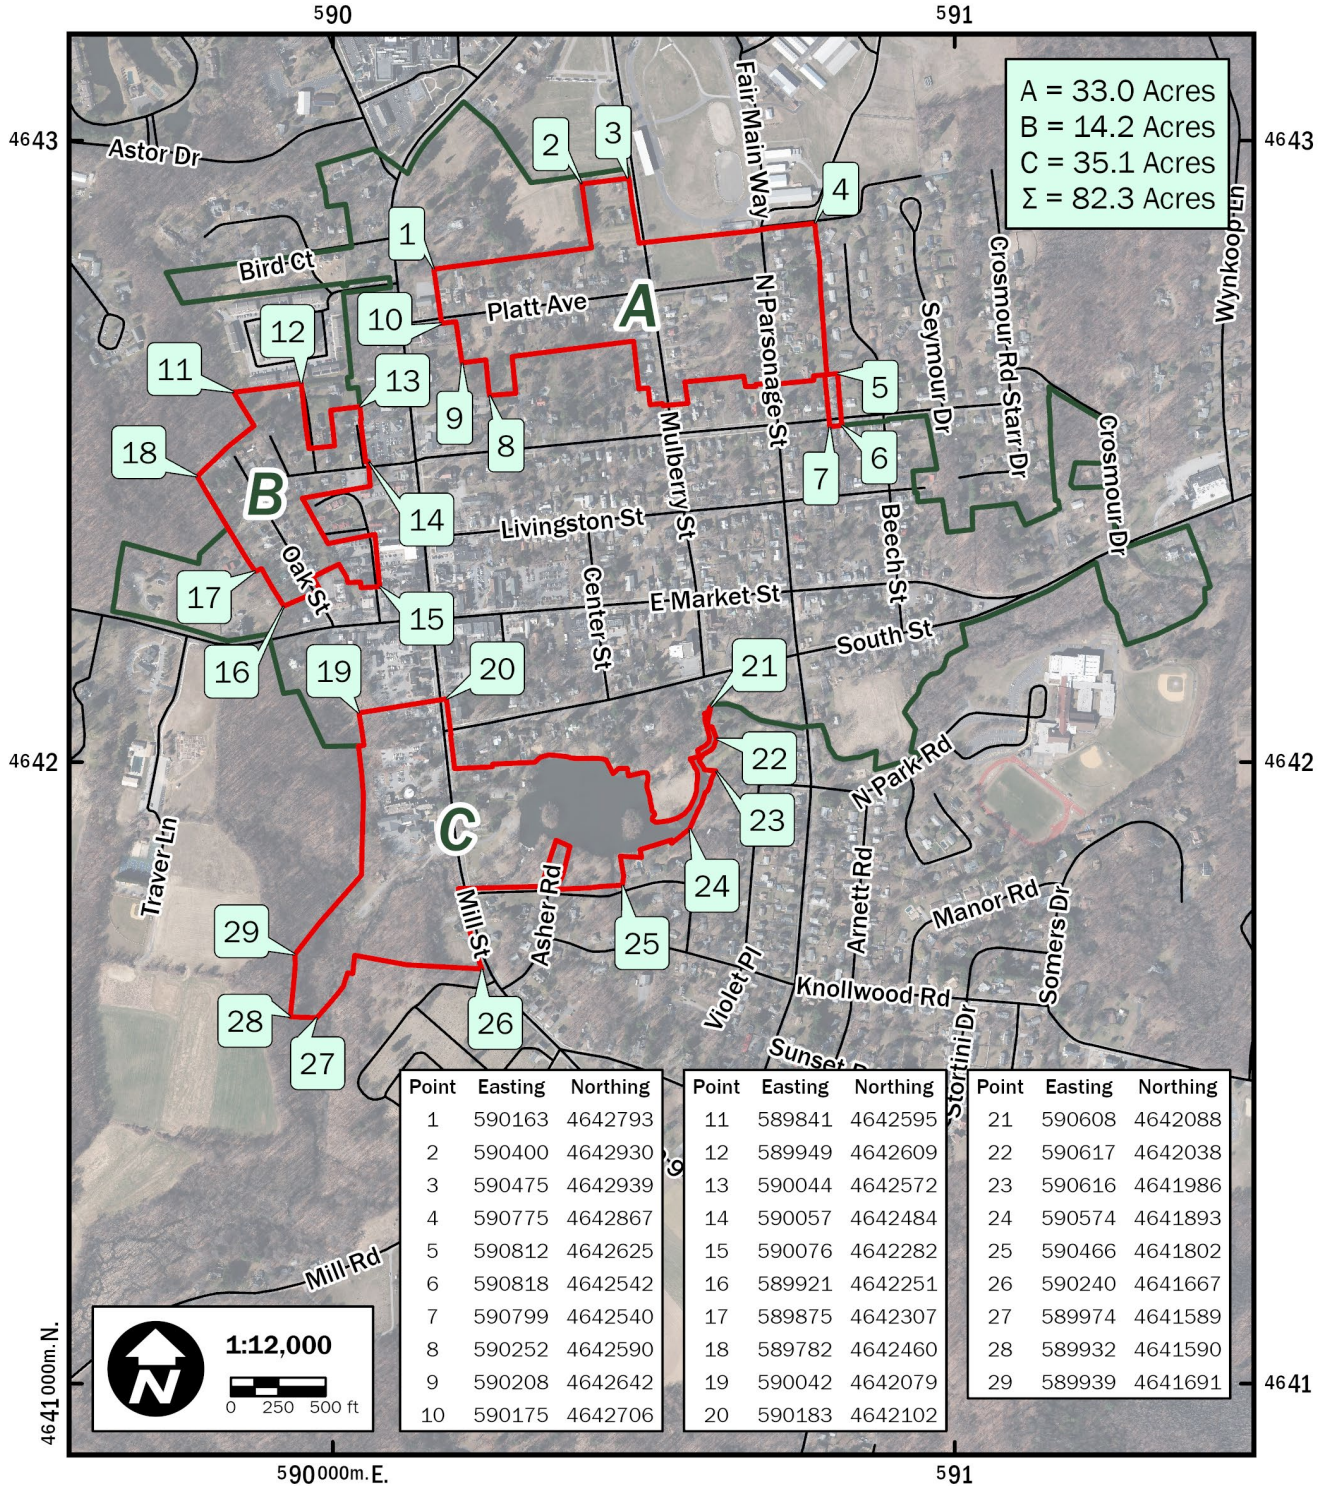 590
591
4643
4643
A = 33.0 Acres
B = 14.2 Acres
C = 35.1 Acres
Σ = 82.3 Acres
Astor Dr
Fair Main Way
2
3
4
1
Bird Ct
Wynkoop Ln
Crosmour Rd
Starr Dr
Seymour Dr
N Parsonage St
A
Platt Ave
10
12
11
13
5
9
8
6
7
Mulberry St
Crosmour Dr
18
B
14
Livingston St
Beech St
Oak St
Center St
E Market St
17
15
South St
16
19
20
21
22
4642
4642
N Park Rd
C
23
Traver Ln
24
Mill St
Asher Rd
Arnett Rd
Manor Rd
Somers Dr
29
25
Violet Pl
Knollwood Rd
28
26
27
Sunset
Stortini Dr
Point Easting Northing
1 590163 4642793
2 590400 4642930
3 590475 4642939
4 590775 4642867
5 590812 4642625
6 590818 4642542
7 590799 4642540
8 590252 4642590
9 590208 4642642
10 590175 4642706
Point Easting Northing
11 589841 4642595
12 589949 4642609
13 590044 4642572
14 590057 4642484
15 590076 4642282
16 589921 4642251
17 589875 4642307
18 589782 4642460
19 590042 4642079
20 590183 4642102
Point Easting Northing
21 590608 4642088
22 590617 4642038
23 590616 4641986
24 590574 4641893
25 590466 4641802
26 590240 4641667
27 589974 4641589
28 589932 4641590
29 589939 4641691
Mill Rd
N
1:12,000
0 250 500 ft
4641000m. N.
4641
590000m. E.
591